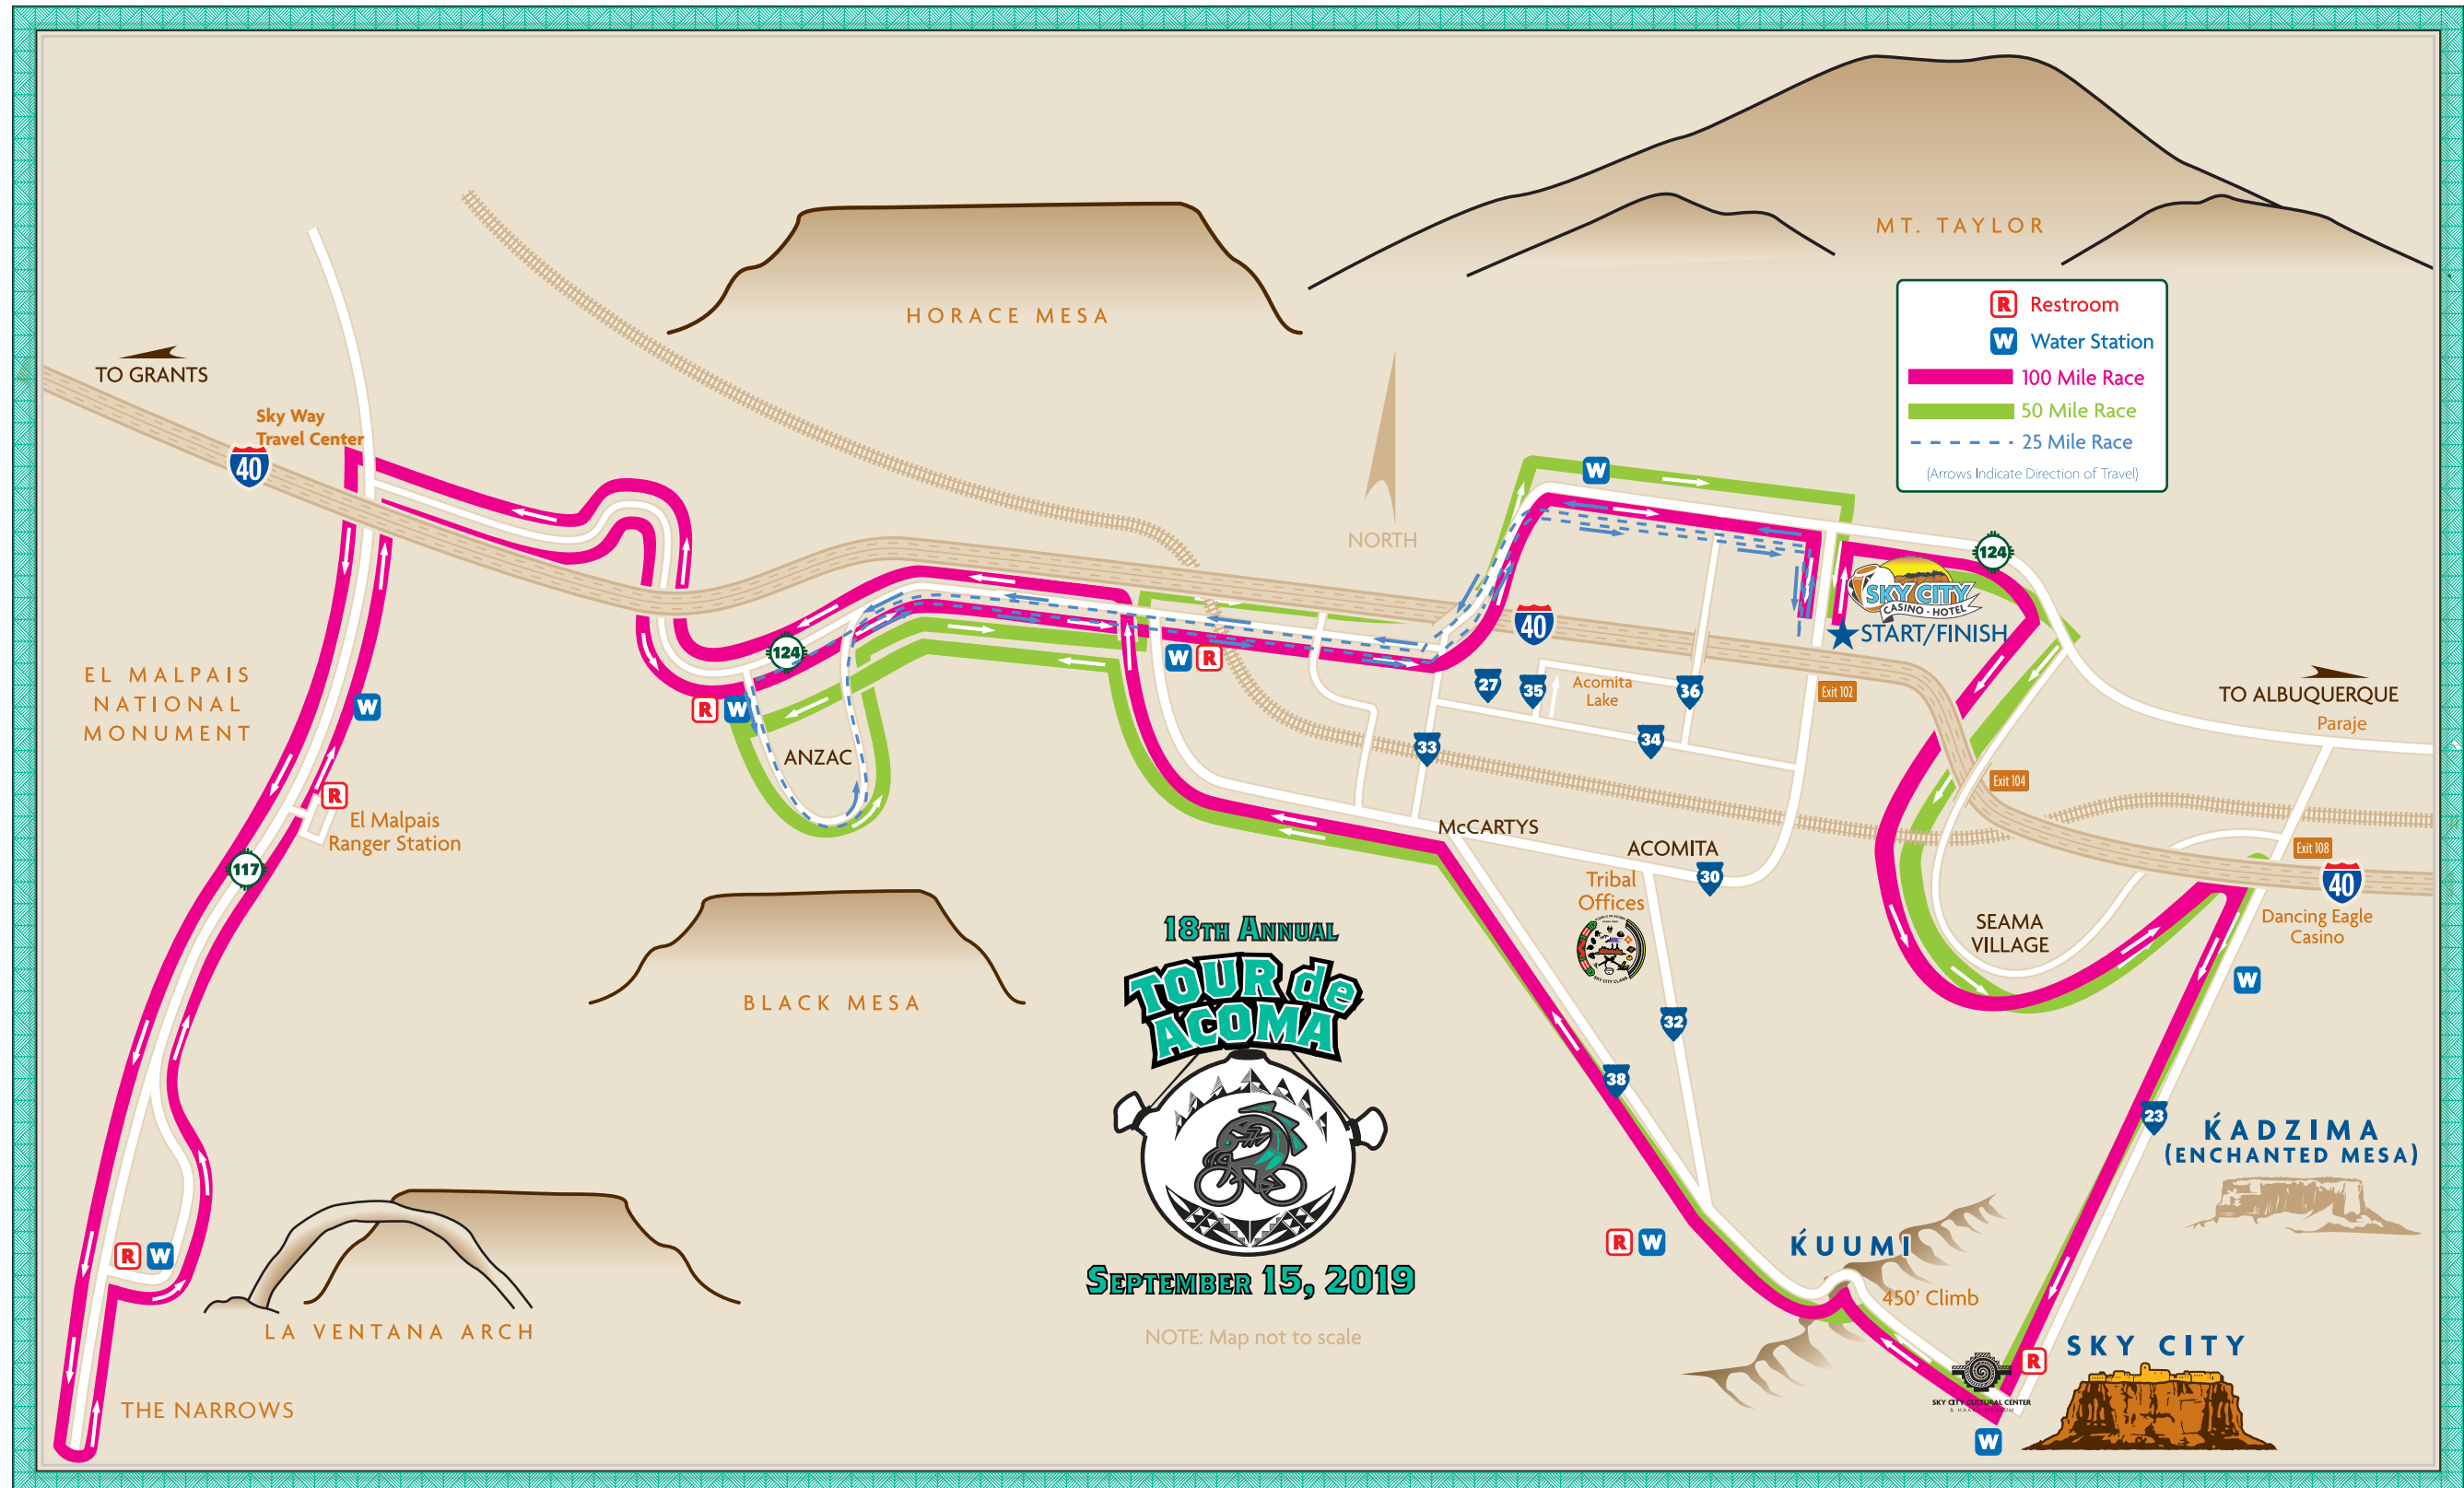 MT. TAYLOR
HORACE MESA
R Restroom
W Water Station
100 Mile Race
50 Mile Race
25 Mile Race
(Arrows Indicate Direction of Travel)
TO GRANTS
Sky Way
Travel Center
40
W
NORTH
124
SKY CITY
CASINO • HOTEL
START/FINISH
40
124
W R
EL MALPAIS
NATIONAL
MONUMENT
W
R W
27
35
Acomita
Lake
36
Exit 102
TO ALBUQUERQUE
Paraje
ANZAC
33
34
Exit 104
R
El Malpais
Ranger Station
McCARTYS
ACOMITA
30
Exit 108
40
117
Tribal
Offices
SEAMA
VILLAGE
Dancing Eagle
Casino
W
BLACK MESA
18TH ANNUAL
TOUR de
ACOMA
32
38
23
ḰADZIMA
(ENCHANTED MESA)
R W
R W
ḰUUMI
450' Climb
SEPTEMBER 15, 2019
NOTE: Map not to scale
LA VENTANA ARCH
THE NARROWS
R
SKY CITY
SKY CITY CULTURAL CENTER
W